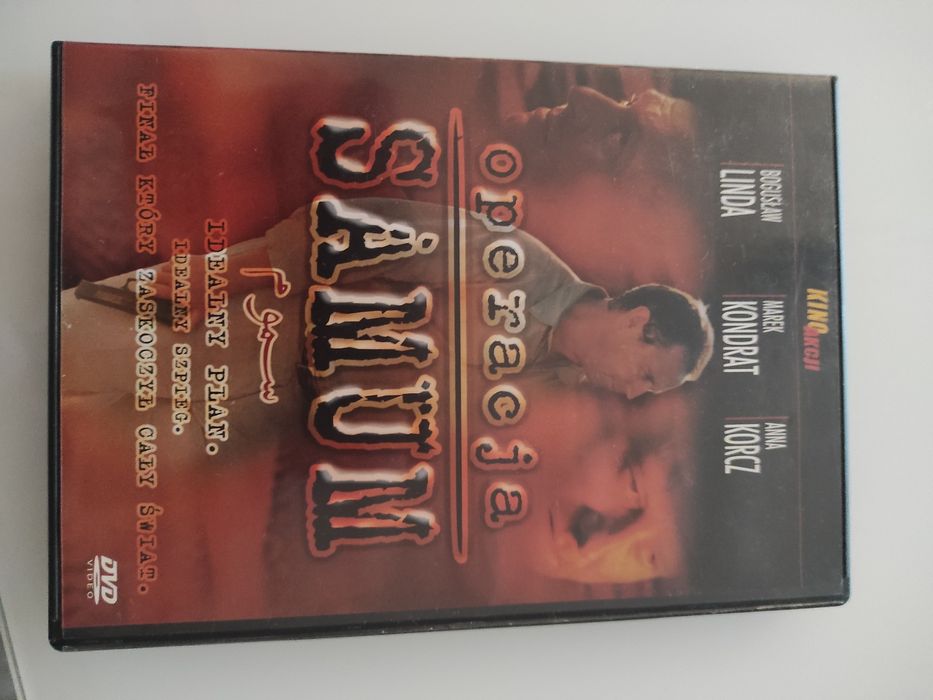 KINO AKCJI
BOGUSŁAW
LINDA
MAREK
KONDRAT
ANNA
KORCZ
operacja
SAMUM
سموم
IDEALNY PLAN.
IDEALNY SZPIEG.
FINAŁ KTÓRY ZASKOCZYŁ CAŁY ŚWIAT.
DVD
VIDEO